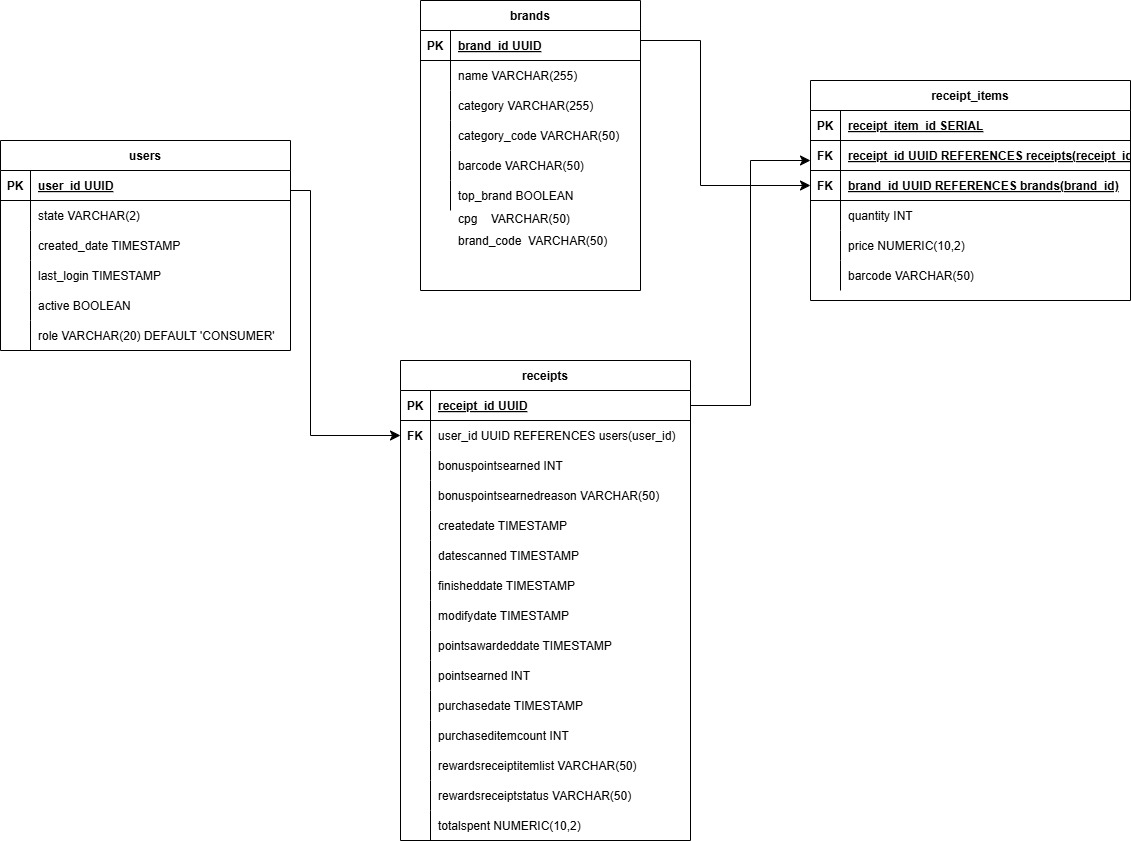 brands
PK brand_id UUID
name VARCHAR(255)
category VARCHAR(255)
category_code VARCHAR(50)
barcode VARCHAR(50)
top_brand BOOLEAN
cpg VARCHAR(50)
brand_code VARCHAR(50)
receipt_items
PK receipt_item_id SERIAL
FK receipt_id UUID REFERENCES receipts(receipt_id
FK brand_id UUID REFERENCES brands(brand_id)
quantity INT
price NUMERIC(10,2)
barcode VARCHAR(50)
users
PK user_id UUID
state VARCHAR(2)
created_date TIMESTAMP
last_login TIMESTAMP
active BOOLEAN
role VARCHAR(20) DEFAULT 'CONSUMER'
receipts
PK receipt_id UUID
FK user_id UUID REFERENCES users(user_id)
bonuspointsearned INT
bonuspointsearnedreason VARCHAR(50)
createdate TIMESTAMP
datescanned TIMESTAMP
finisheddate TIMESTAMP
modifydate TIMESTAMP
pointsawardeddate TIMESTAMP
pointsearned INT
purchasedate TIMESTAMP
purchaseditemcount INT
rewardsreceiptitemlist VARCHAR(50)
rewardsreceiptstatus VARCHAR(50)
totalspent NUMERIC(10,2)